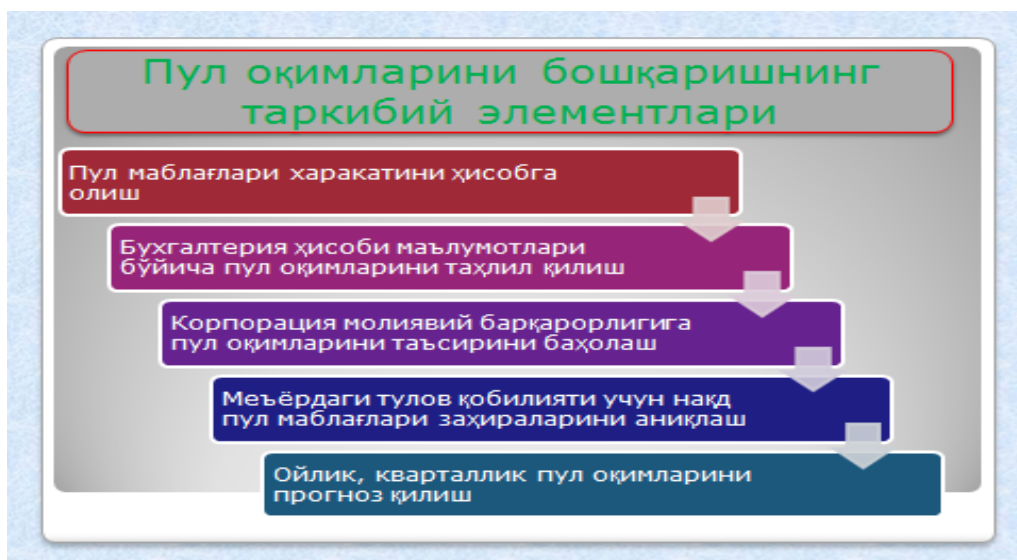 Пул оқимларини бошқаришнинг
таркибий элементлари
Пул маблағлари харакатини ҳисобга
олиш
Бухгалтерия ҳисоби маълумотлари
бўйича пул оқимларини таҳлил қилиш
Корпорация молиявий барқарорлигига
пул оқимларини таъсирини баҳолаш
Меъёрдаги тулов қобилияти учун нақд
пул маблағлари заҳираларини аниқлаш
Ойлик, кварталлик пул оқимларини
прогноз қилиш